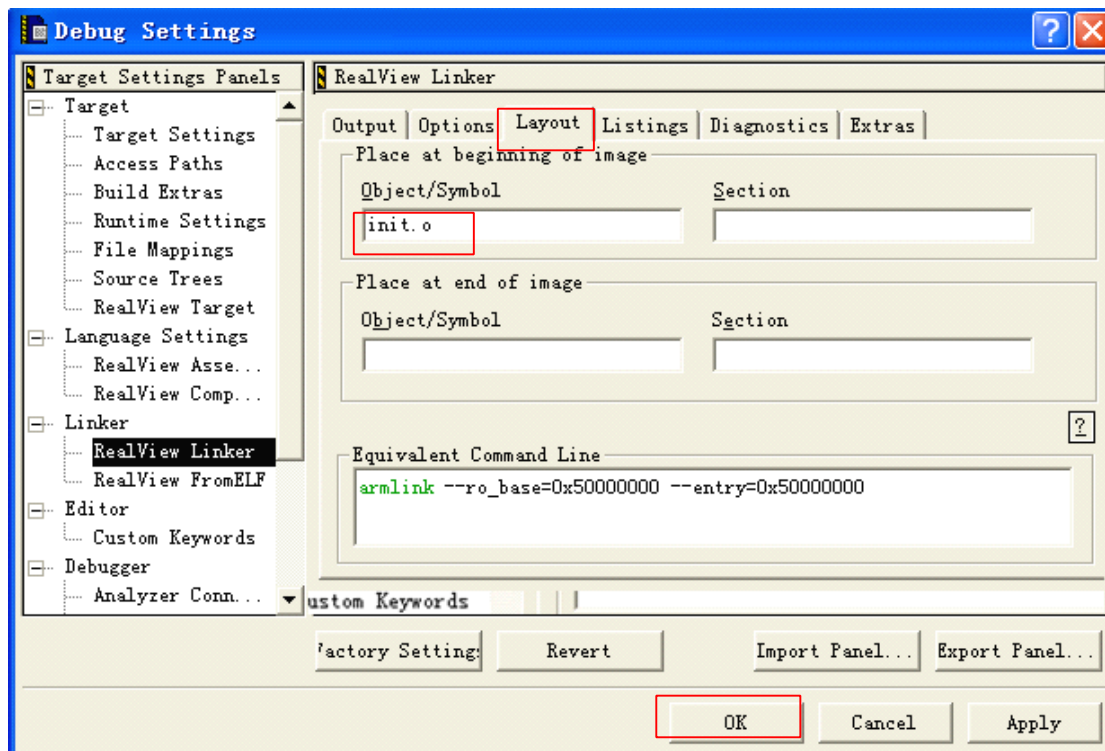 Debug Settings
Target Settings Panels
Target
Target Settings
Access Paths
Build Extras
Runtime Settings
File Mappings
Source Trees
RealView Target
Language Settings
RealView Asse...
RealView Comp...
Linker
RealView Linker
RealView FromELF
Editor
Custom Keywords
Debugger
Analyzer Conn...
RealView Linker
Output Options Layout Listings Diagnostics Extras
Place at beginning of image
Object/Symbol Section
init.o
Place at end of image
Object/Symbol Section
?
Equivalent Command Line
armlink --ro_base=0x50000000 --entry=0x50000000
ustom Keywords
actory Setting Revert Import Panel... Export Panel...
OK Cancel Apply